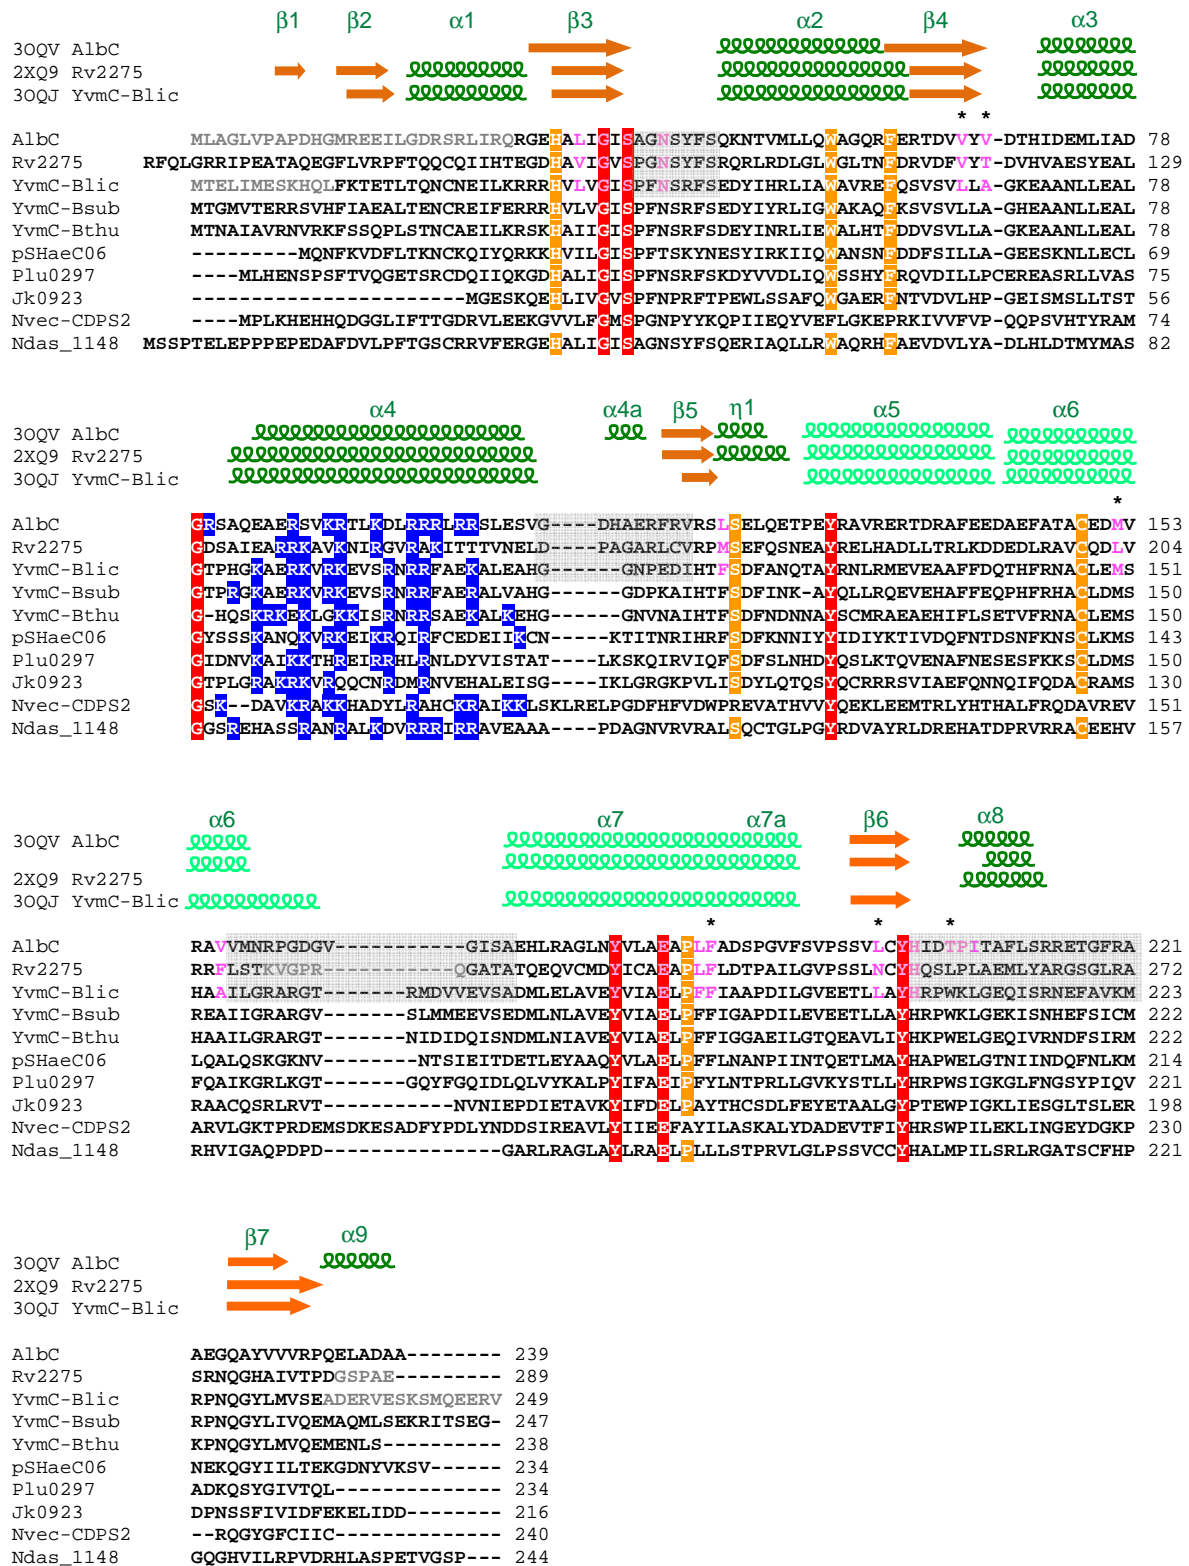 β1 β2 α1 β3 α2 β4 α3
3OQV AlbC
2XQ9 Rv2275
3OQJ YvmC-Blic
* *
AlbC MLAGLVPAPDHGMREEILGDRSRLIRQRGEHALIGISAGNSYFSQKNTVMLLQWAGQRFERTDVVYV-DTHIDEMLIAD 78
Rv2275 RFQLGRRIPEATAQEGFLVRPFTQQCQIIHTEGDHAVIGVSPGNSYFSRQRLRDLGLWGLTNFDRVDFVYT-DVHVAESYEAL 129
YvmC-Blic MTELIMESKHQLFKTETLTQNCNEILKRRRHVLVGISPFNSRFSEDYIHRLIAWAVREFQSVSVLLA-GKEAANLLEAL 78
YvmC-Bsub MTGMVTERRSVHFIAEALTENCREIFERRRHVLVGISPFNSRFSEDYIYRLIGWAKAQFKSVSVLLA-GHEAANLLEAL 78
YvmC-Bthu MTNAIAVRNVRKFSSQPLSTNCAEILKRSKHAIIGISPFNSRFSDEYINRLIEWALHTFDDVSVLLA-GKEAANLLEAL 78
pSHaeC06 ---------MQNFKVDFLTKNCKQIYQRKKHVILGISPFTSKYNESYIRKIIQWANSNFDDFSILLA-GEESKNLLECL 69
Plu0297 ----MLHENSPSFTVQGETSRCDQIIQKGDHALIGISPFNSRFSKDYVVDLIQWSSHYFRQVDILLPCEREASRLLVAS 75
Jk0923 -----------------------MGESKQEHLIVGVSPFNPRFTPEWLSSAFQWGAERFNTVDVLHP-GEISMSLLTST 56
Nvec-CDPS2 ----MPLKHEHHQDGGLIFTTGDRVLEEKGVVLFGMSPGNPYYKQPIIEQYVEFLGKEPRKIVVFVP-QQPSVHTYRAM 74
Ndas_1148 MSSPTELEPPPEPEDAFDVLPFTGSCRRVFERGEHALIGISAGNSYFSQERIAQLLRWAQRHFAEVDVLYA-DLHLDTMYMAS 82
α4 α4a β5 η1 α5 α6
3OQV AlbC
2XQ9 Rv2275
3OQJ YvmC-Blic
*
AlbC GRSAQEAERSVKRTLKDLRRRLRRSLESVG----DHAERFRVRSLSELQETPEYRAVRERTDRAFEEDAEFATACEDMV 153
Rv2275 GDSAIEARRKAVKNIRGVRAKITTTVNELD----PAGARLCVRPMSEFQSNEAYRELHADLLTRLKDDEDLRAVCQDLV 204
YvmC-Blic GTPHGKAERKVRKEVSRNRRFAEKALEAHG------GNPEDIHTFSDFANQTAYRNLRMEVEAAFFDQTHFRNACLEMS 151
YvmC-Bsub GTPRGKAERKVRKEVSRNRRFAERALVAHG------GDPKAIHTFSDFINK-AYQLLRQEVEHAFFEQPHFRHACLDMS 150
YvmC-Bthu G-HQSKRKEKLGKKISRNRRSAEKALKEHG------GNVNAIHTFSDFNDNNAYSCMRAEAEHIFLSETVFRNACLEMS 150
pSHaeC06 GYSSSKANQKVRKEIKRQIRFCEDEIIKCN-----KTITNRIHRFSDFKNNIYYIDIYKTIVDQFNTDSNFKNSCLKMS 143
Plu0297 GIDNVKAIKKTHREIRRHLRNLDYVISTAT----LKSKQIRVIQFSDFSLNHDYQSLKTQVENAFNESESFKKSCLDMS 150
Jk0923 GTPLGRAKRKVRQQCNRDMRNVEHALEISG----IKLGRGKPVLISDYLQTQSYQCRRRSVIAEFQNNQIFQDACRAMS 130
Nvec-CDPS2 GSK--DAVKRAKKHADYLRAHCKRAIKKLSKLRELPGDFHFVDWPREVATHVVYQEKLEEMTRLYHTHALFRQDAVREV 151
Ndas_1148 GGSREHASSRANRALKDVRRRIRRAVEAAA----PDAGNVRVRALSQCTGLPGYRDVAYRLDREHATDPRVRRACEEHV 157
α6 α7 α7a β6 α8
3OQV AlbC
2XQ9 Rv2275
3OQJ YvmC-Blic
* * *
AlbC RAVVMNRPGDGV-----------GISAEHLRAGLNYVLAEAPLFADSPGVFSVPSSVLCYHIDTPITAFLSRRETGFRA 221
Rv2275 RRFLSTKVGPR-----------QGATATQEQVCMDYICAEAPLFLDTPAILGVPSSLNCYHQSLPLAEMLYARGSGLRA 272
YvmC-Blic HAAILGRARGT-------RMDVVEVSADMLELAVEYVIAELPFFIAAPDILGVEETLLAYHRPWKLGEQISRNEFAVKM 223
YvmC-Bsub REAIIGRARGV-------SLMMEEVSEDMLNLAVEYVIAELPFFIGAPDILEVEETLLAYHRPWKLGEKISNHEFSICM 222
YvmC-Bthu HAAILGRARGT-------NIDIDQISNDMLNIAVEYVIAELPFFIGGAEILGTQEAVLIYHKPWELGEQIVRNDFSIRM 221
pSHaeC06 LQALQSKGKNV-------NTSIEITDETLEYAAQYVLAELPFFLNANPIINTQETLMAYHAPWELGTNIINDQFNLKM 214
Plu0297 FQAIKGRLKGT-------GQYFGQIDLQLVYKALPYIFAEIPFYLNTPRLLGVKYSTLLYHRPWSIGKGLFNGSYPIQV 221
Jk0923 RAACQSRLRVT-----------NVNIEPDIETAVKYIFDELPAYTHCSDLFEYETAALGYPTEWPIGKLIESGLTSLER 198
Nvec-CDPS2 ARVLGKTPRDEMSDKESADFYPDLYNDDSIREAVLYIIEEFAYILASKALYDADEVTFIYHRSWPILEKLINGEYDGKP 230
Ndas_1148 RHVIGAQPDPD---------------GARLRAGLAYLRAELPLLLSTPRVLGLPSSVCCYHALMPILSRLRGATSCFHP 221
β7 α9
3OQV AlbC
2XQ9 Rv2275
3OQJ YvmC-Blic
AlbC AEGQAYVVVRPQELADAA-------- 239
Rv2275 SRNQGHAIVTPDGSPAE--------- 289
YvmC-Blic RPNQGYLMVSEADERVESKSMQEERV 249
YvmC-Bsub RPNQGYLIVQEMAQMLSEKRITSEG- 247
YvmC-Bthu KPNQGYLMVQEMENLS---------- 238
pSHaeC06 NEKQGYIILTEKGDNYVKSV------ 234
Plu0297 ADKQSYGIVTQL-------------- 234
Jk0923 DPNSSFIVIDFEKELIDD-------- 216
Nvec-CDPS2 --RQGYGFCIIC-------------- 240
Ndas_1148 GQGHVILRPVDRHLASPETVGSP--- 244